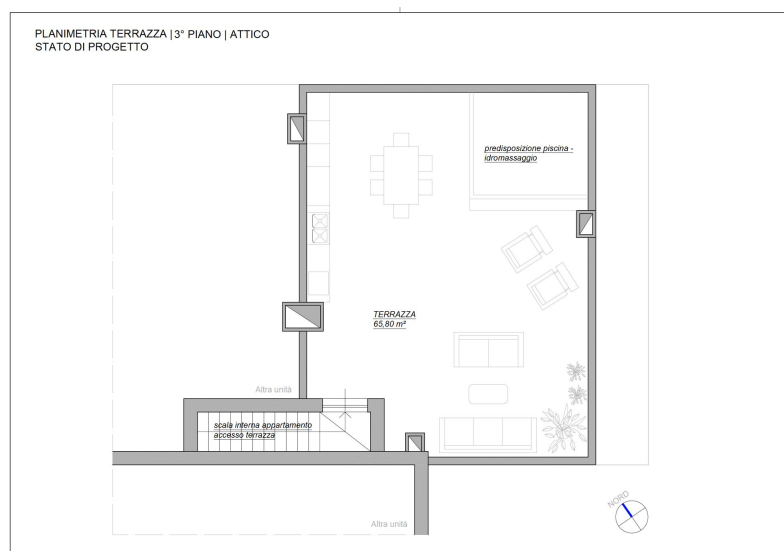 PLANIMETRIA TERRAZZA | 3° PIANO | ATTICO
STATO DI PROGETTO
predisposizione piscina -
idromassaggio
TERRAZZA
65,80 m²
Altra unità
scala interna appartamento
accesso terrazza
Altra unità
NORD